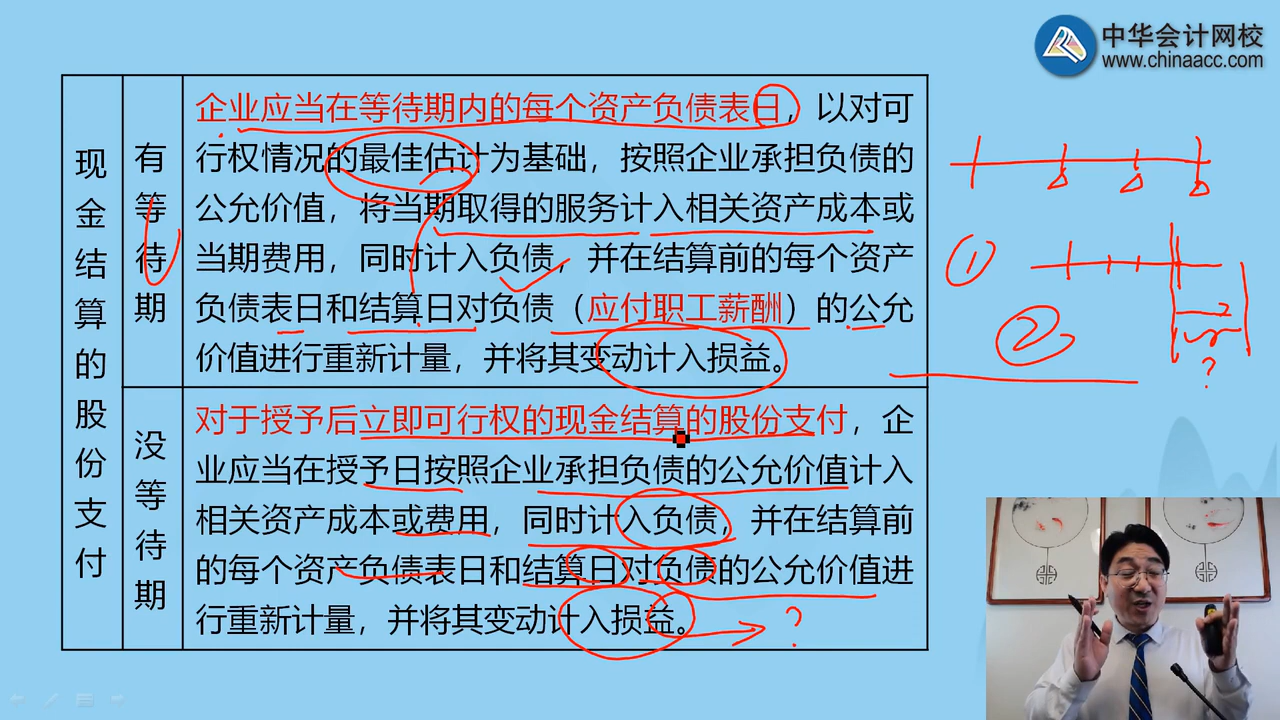 中华会计网校
www.chinaacc.com
现金结算的股份支付
有等待期
企业应当在等待期内的每个资产负债表日，以对可
行权情况的最佳估计为基础，按照企业承担负债的
公允价值，将当期取得的服务计入相关资产成本或
当期费用，同时计入负债，并在结算前的每个资产
负债表日和结算日对负债（应付职工薪酬）的公允
价值进行重新计量，并将其变动计入损益。
没等待期
对于授予后立即可行权的现金结算的股份支付，企
业应当在授予日按照企业承担负债的公允价值计入
相关资产成本或费用，同时计入负债，并在结算前
的每个资产负债表日和结算日对负债的公允价值进
行重新计量，并将其变动计入损益。
?
①
②
?